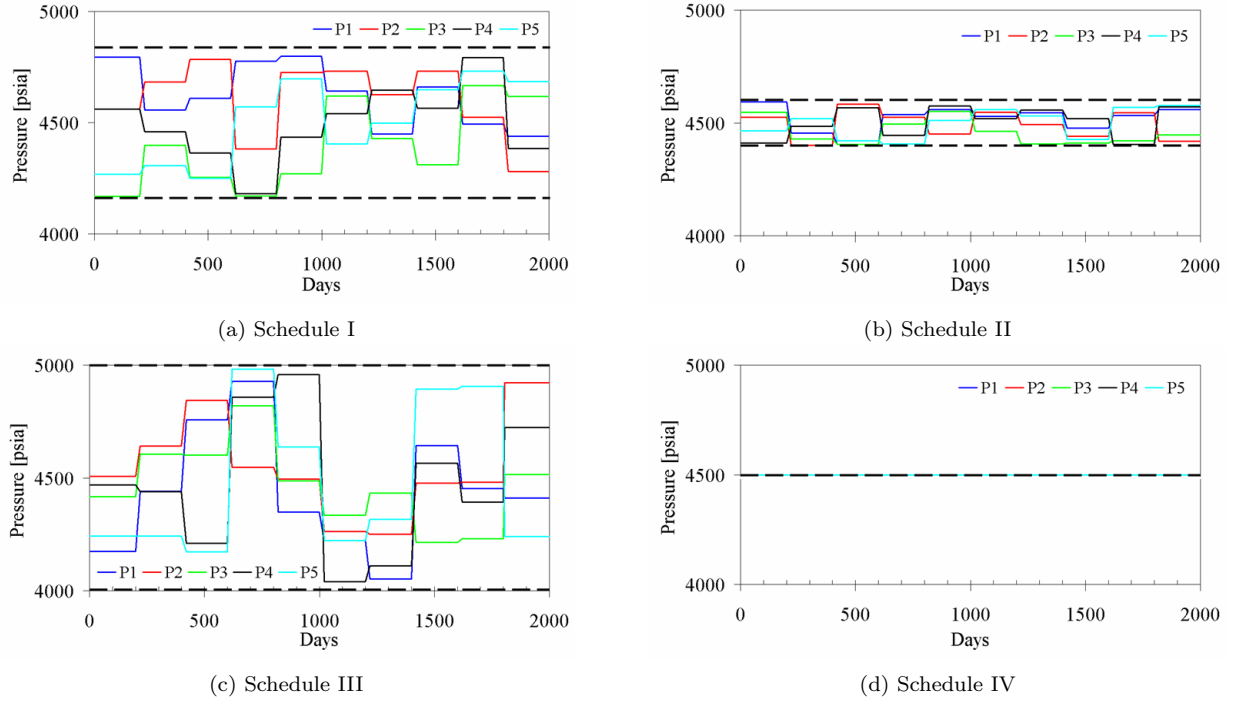 5000
P1 P2 P3 P4 P5
4500
4000
Pressure [psia]
0 500 1000 1500 2000
Days
(a) Schedule I
5000
P1 P2 P3 P4 P5
4500
4000
Pressure [psia]
0 500 1000 1500 2000
Days
(b) Schedule II
5000
4500
4000
Pressure [psia]
P1 P2 P3 P4 P5
0 500 1000 1500 2000
Days
(c) Schedule III
5000
P1 P2 P3 P4 P5
4500
4000
Pressure [psia]
0 500 1000 1500 2000
Days
(d) Schedule IV